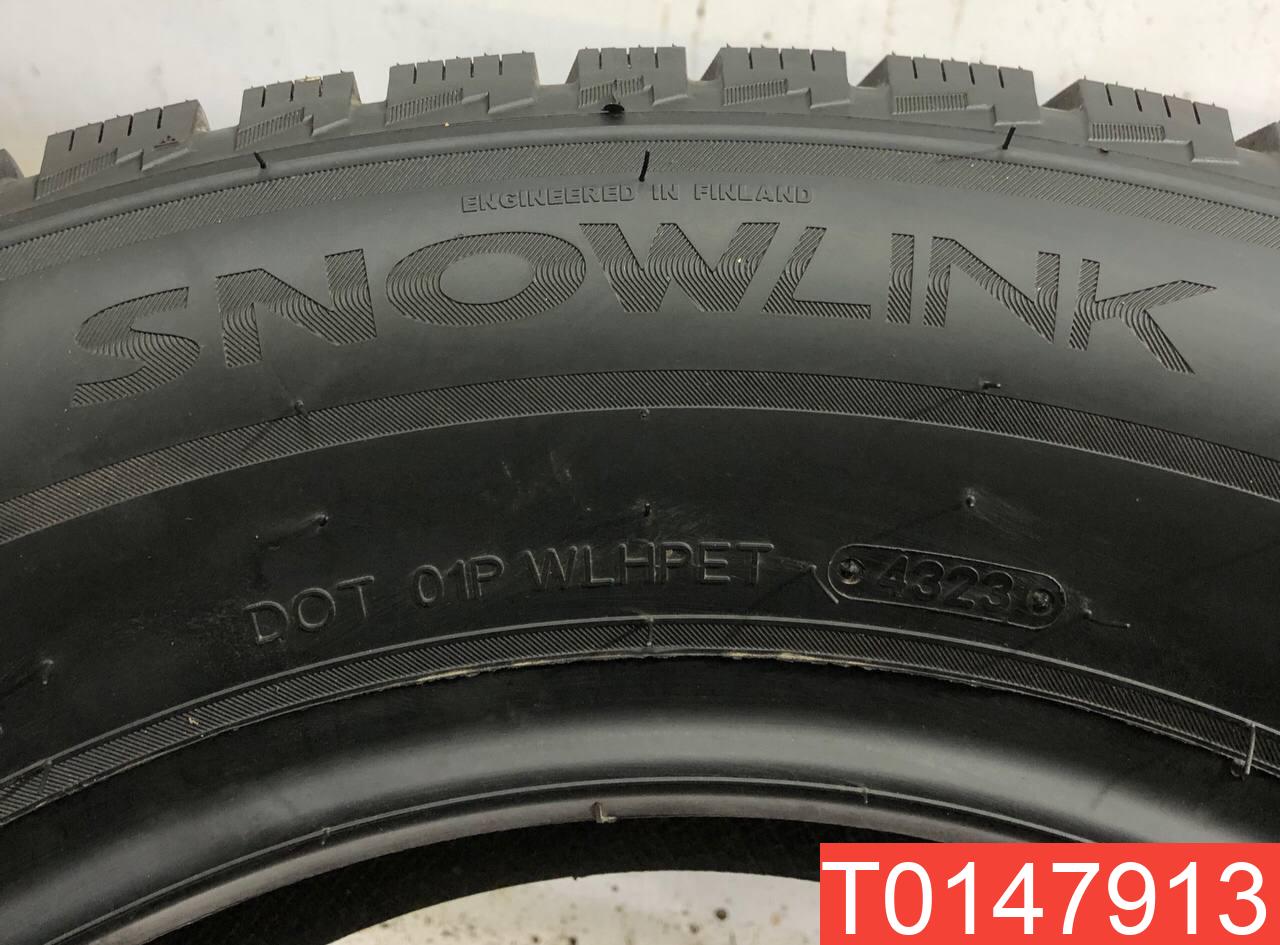 ENGINEERED IN FINLAND
SNOWLINK
DOT 01P WLHPET 4323
T0147913